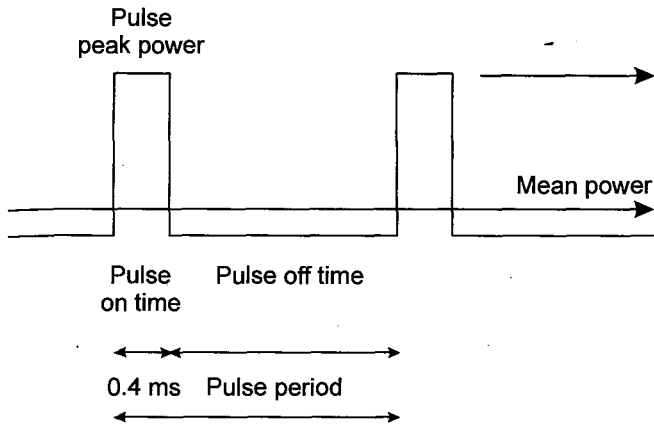 Pulse
peak power
Mean power
Pulse
on time
Pulse off time
0.4 ms
Pulse period